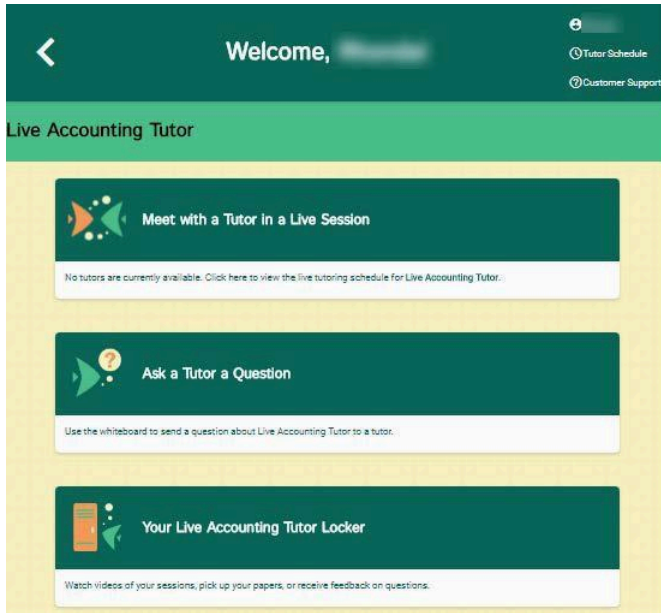 Welcome,
Tutor Schedule
Customer Support
Live Accounting Tutor
Meet with a Tutor in a Live Session
No tutors are currently available. Click here to view the live tutoring schedule for Live Accounting Tutor.
?
Ask a Tutor a Question
Use the whiteboard to send a question about Live Accounting Tutor to a tutor.
Your Live Accounting Tutor Locker
Watch videos of your sessions, pick up your papers, or receive feedback on questions.